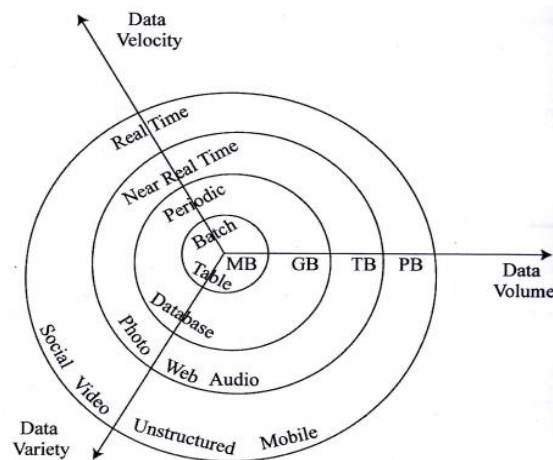 Data
Velocity
Real Time
Near Real Time
Periodic
Batch
MB GB TB PB
Data
Volume
Table
Database
Photo Web Audio
Social Video Unstructured Mobile
Data
Variety